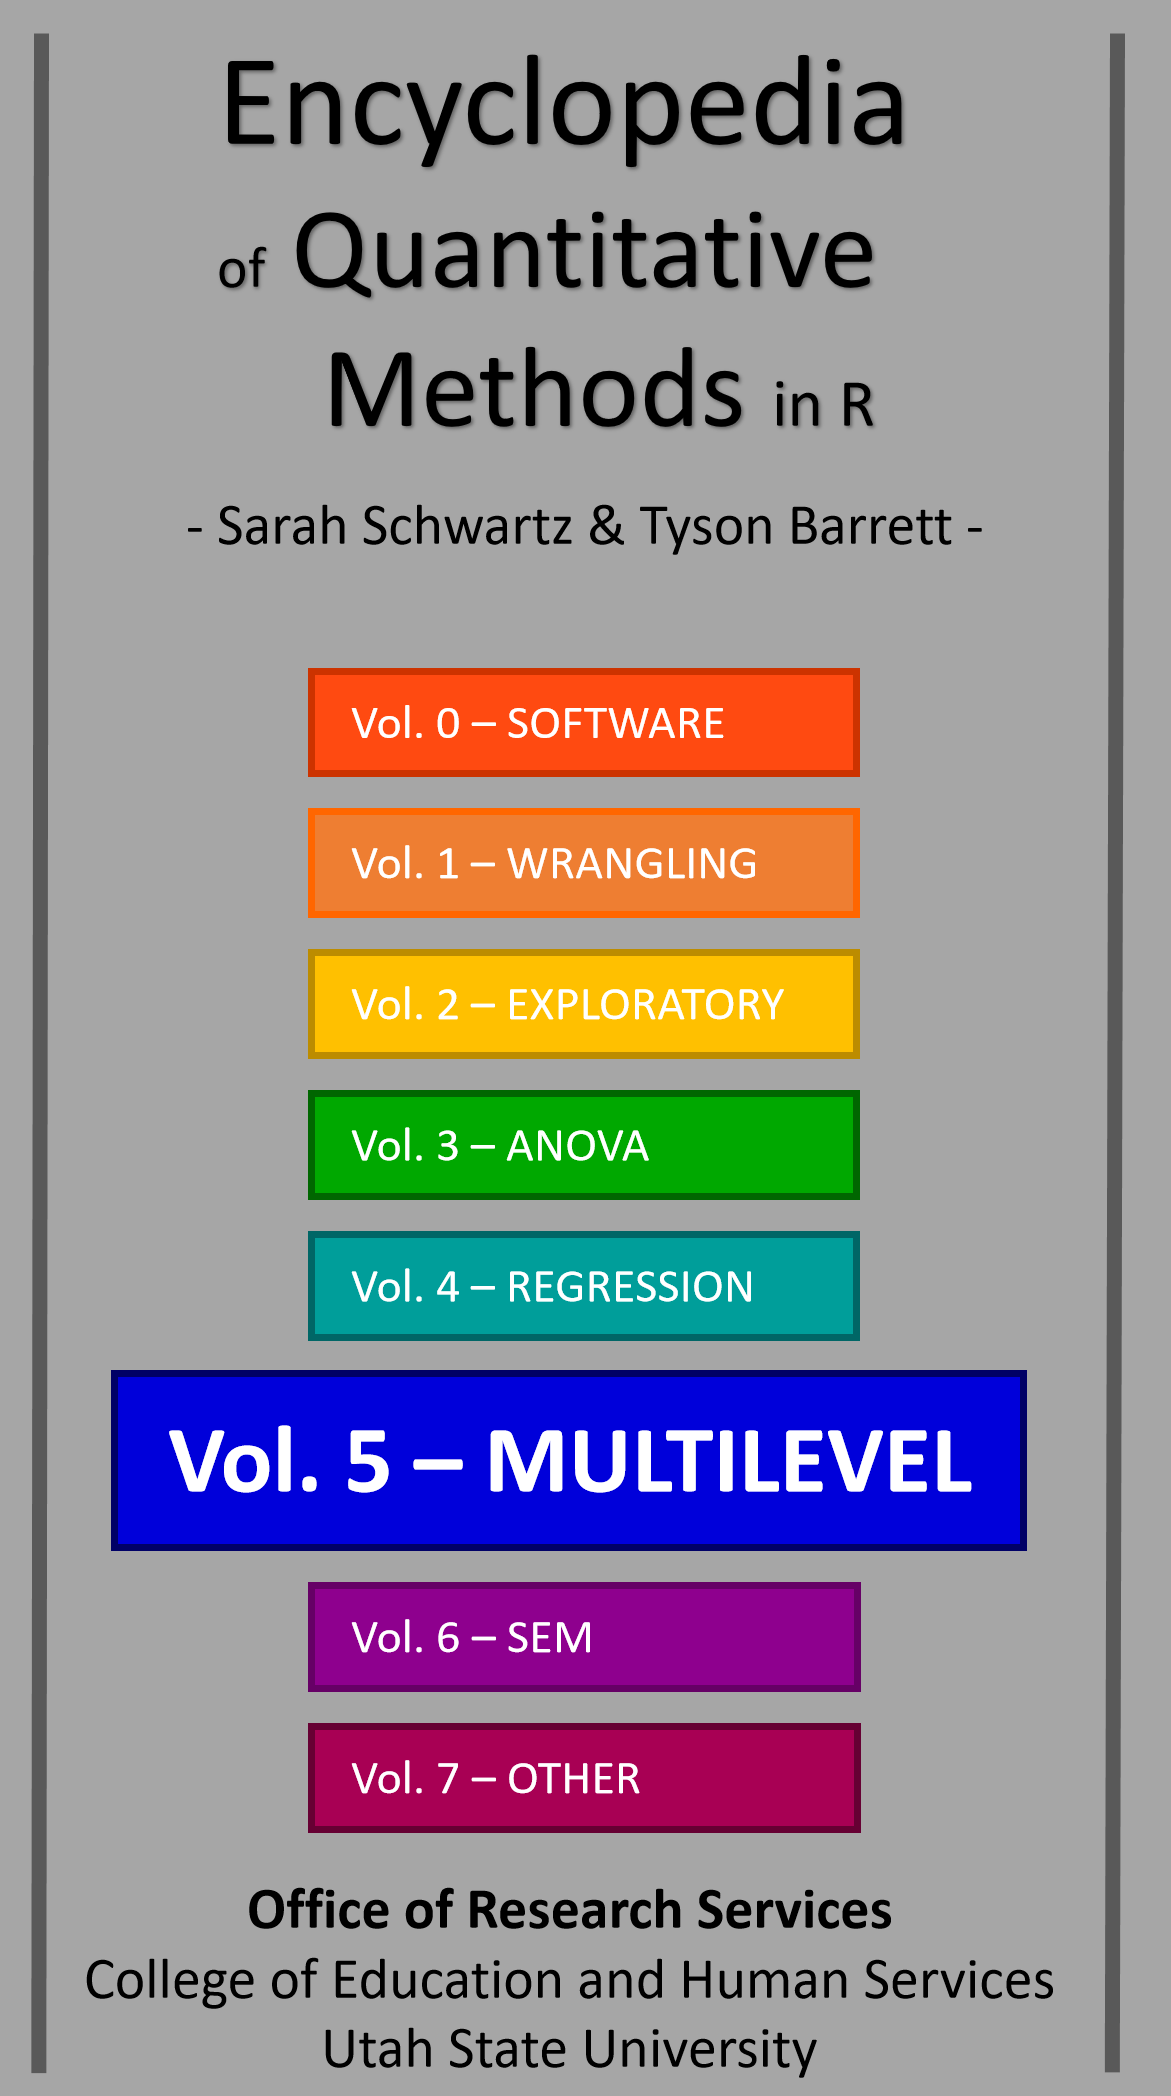 Encyclopedia
of Quantitative
Methods in R
- Sarah Schwartz & Tyson Barrett -
Vol. 0 – SOFTWARE
Vol. 1 – WRANGLING
Vol. 2 – EXPLORATORY
Vol. 3 – ANOVA
Vol. 4 – REGRESSION
Vol. 5 – MULTILEVEL
Vol. 6 – SEM
Vol. 7 – OTHER
Office of Research Services
College of Education and Human Services
Utah State University